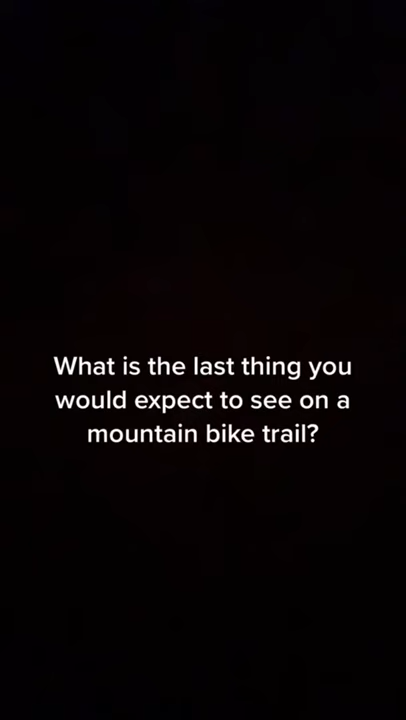 What is the last thing you
would expect to see on a
mountain bike trail?